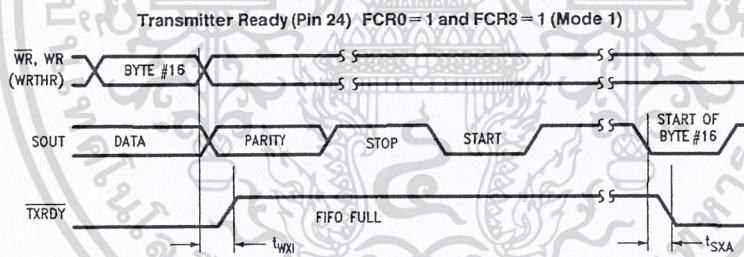 Transmitter Ready (Pin 24) FCR0=1 and FCR3=1 (Mode 1)
WR, WR
(WRTHR)
BYTE #16
SOUT
DATA
PARITY
STOP
START
START OF
BYTE #16
TXRDY
FIFO FULL
tWXI
tSXA